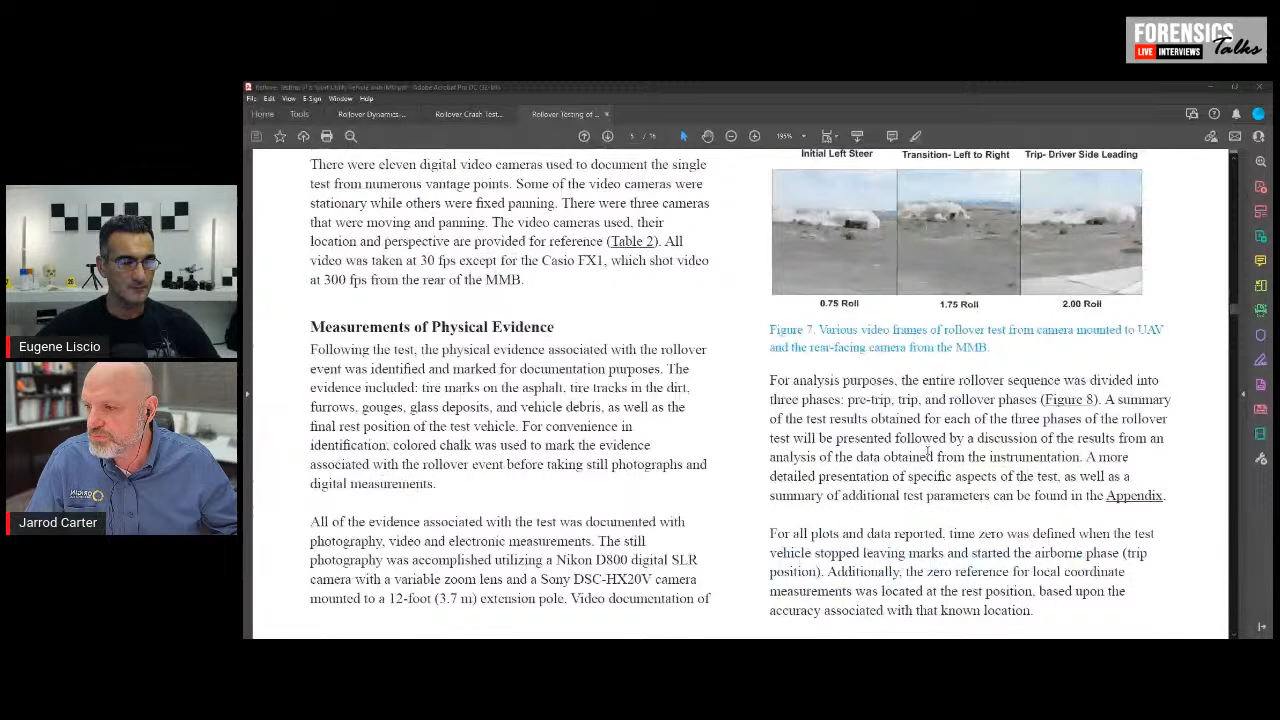 FORENSICS
LIVE INTERVIEWS Talks
File Edit View E-Sign Window Help
Home Tools Rollover Dynamics... Rollover Crash Test... Rollover Testing of ... ×
5 / 16 195%
There were eleven digital video cameras used to document the single
test from numerous vantage points. Some of the video cameras were
stationary while others were fixed panning. There were three cameras
that were moving and panning. The video cameras used, their
location and perspective are provided for reference (Table 2). All
video was taken at 30 fps except for the Casio FX1, which shot video
at 300 fps from the rear of the MMB.
Measurements of Physical Evidence
Following the test, the physical evidence associated with the rollover
event was identified and marked for documentation purposes. The
evidence included: tire marks on the asphalt, tire tracks in the dirt,
furrows, gouges, glass deposits, and vehicle debris, as well as the
final rest position of the test vehicle. For convenience in
identification, colored chalk was used to mark the evidence
associated with the rollover event before taking still photographs and
digital measurements.
All of the evidence associated with the test was documented with
photography, video and electronic measurements. The still
photography was accomplished utilizing a Nikon D800 digital SLR
camera with a variable zoom lens and a Sony DSC-HX20V camera
mounted to a 12-foot (3.7 m) extension pole. Video documentation of
Initial Left Steer Transition- Left to Right Trip- Driver Side Leading
0.75 Roll 1.75 Roll 2.00 Roll
Figure 7. Various video frames of rollover test from camera mounted to UAV
and the rear-facing camera from the MMB.
For analysis purposes, the entire rollover sequence was divided into
three phases: pre-trip, trip, and rollover phases (Figure 8). A summary
of the test results obtained for each of the three phases of the rollover
test will be presented followed by a discussion of the results from an
analysis of the data obtained from the instrumentation. A more
detailed presentation of specific aspects of the test, as well as a
summary of additional test parameters can be found in the Appendix.
For all plots and data reported, time zero was defined when the test
vehicle stopped leaving marks and started the airborne phase (trip
position). Additionally, the zero reference for local coordinate
measurements was located at the rest position, based upon the
accuracy associated with that known location.
Eugene Liscio
Jarrod Carter